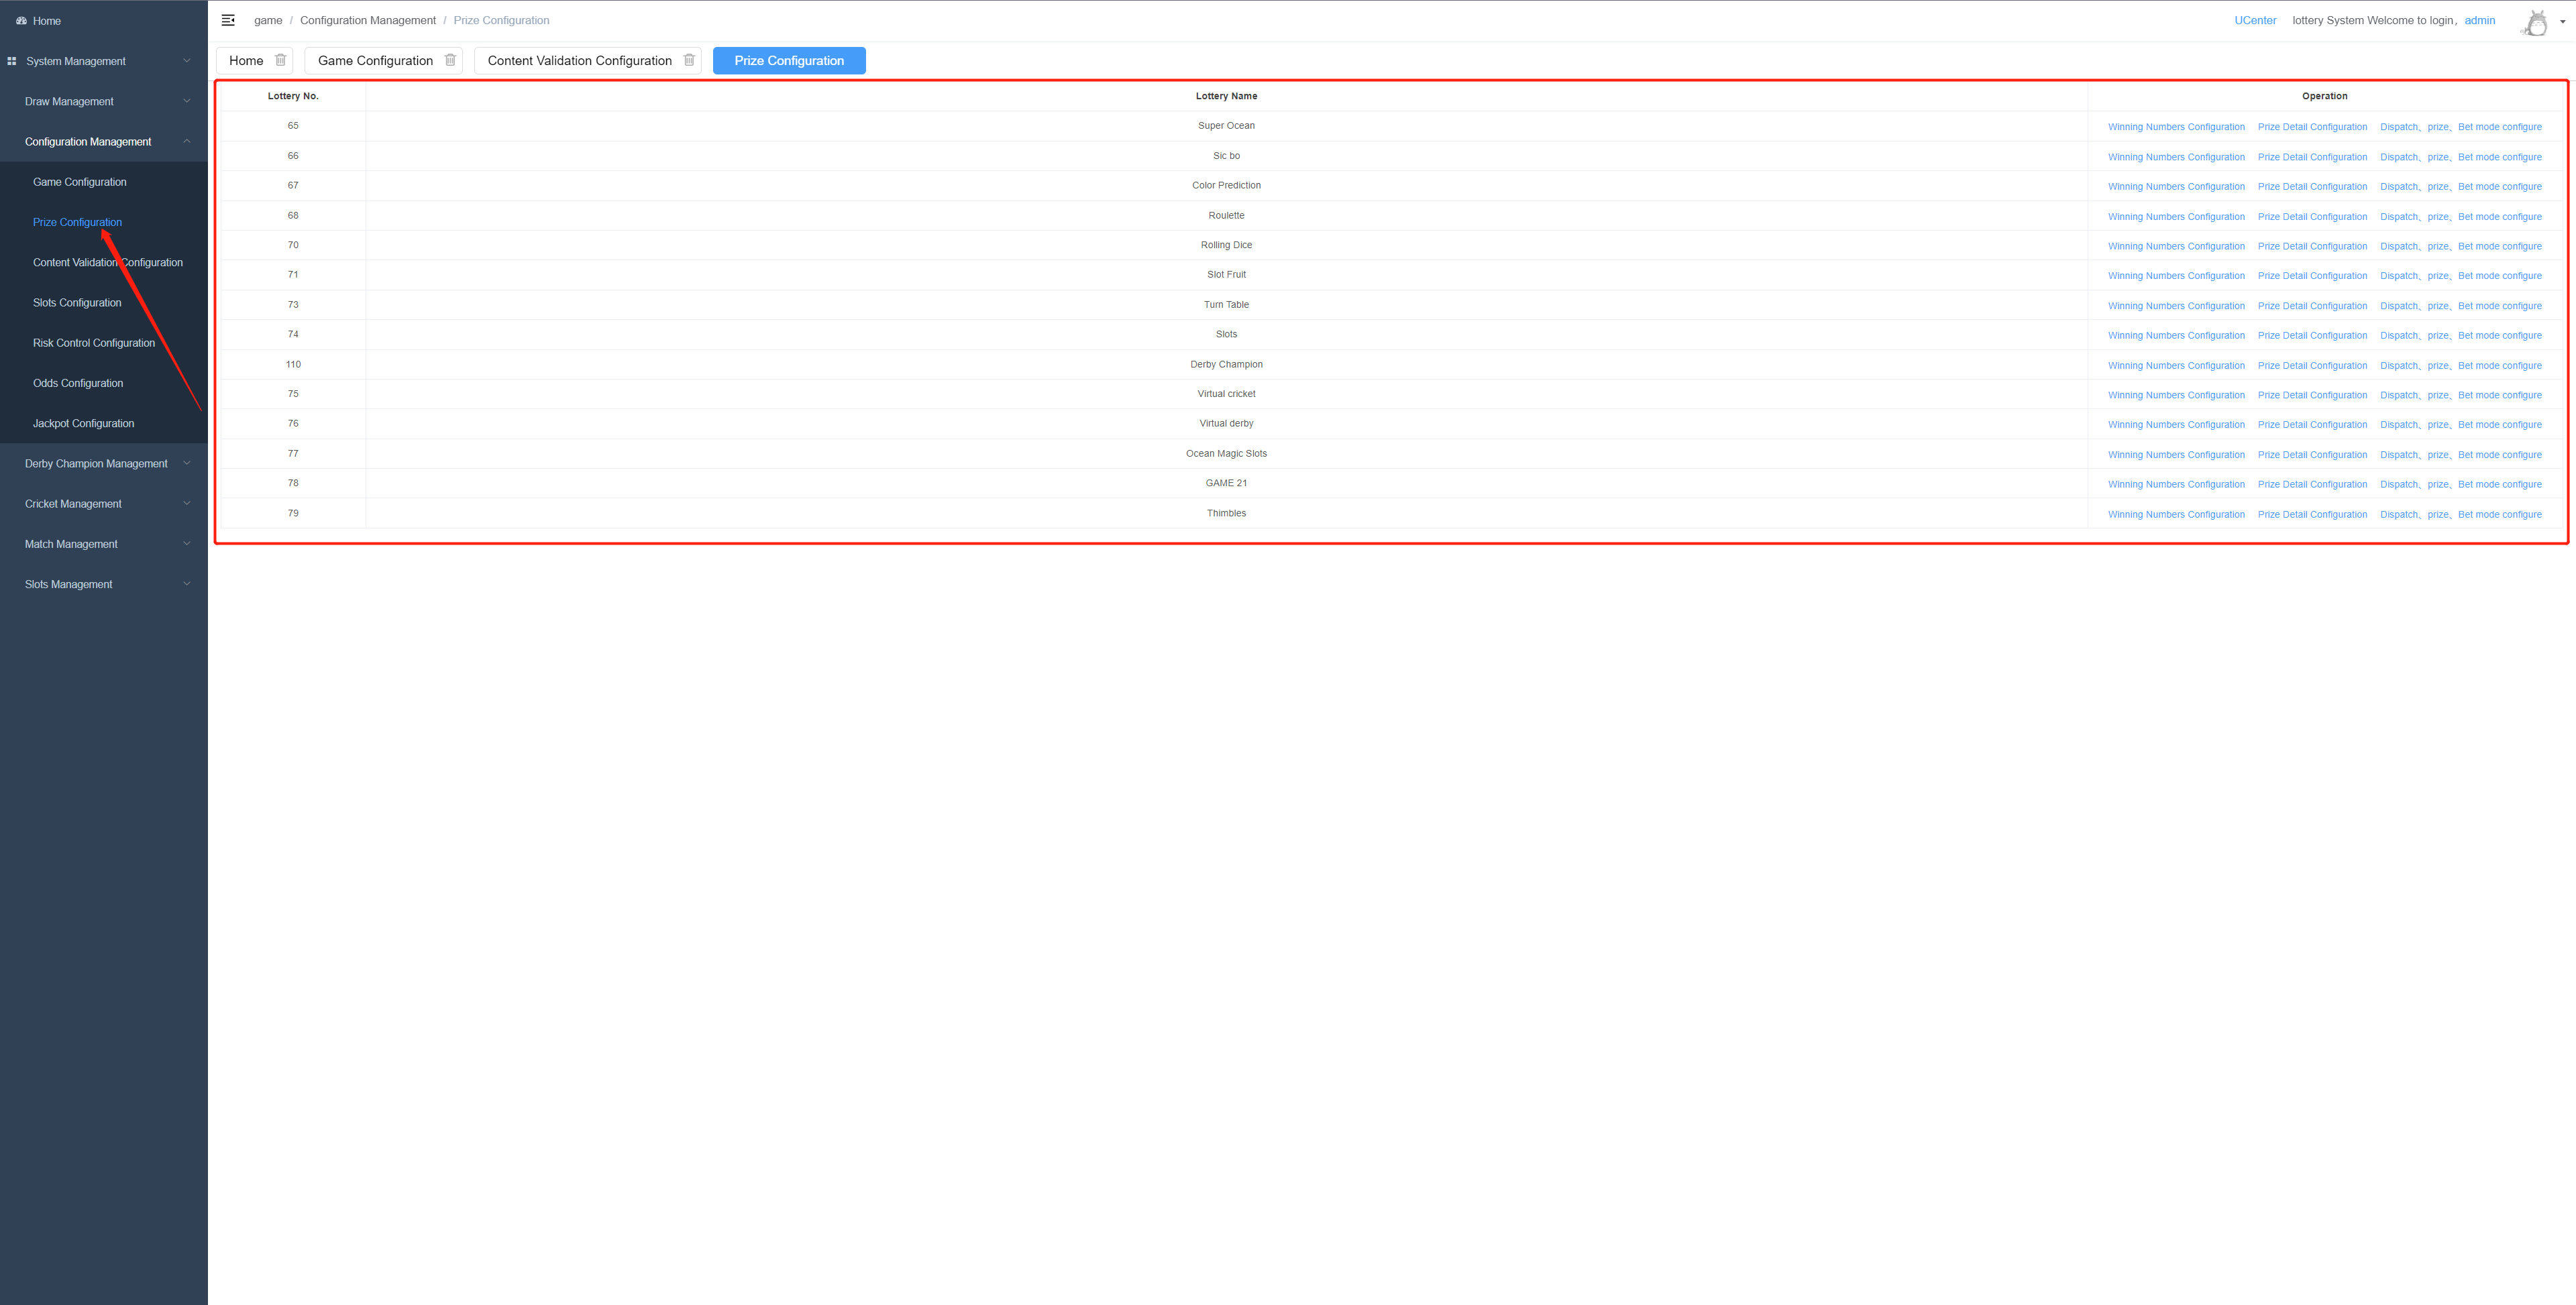 Home
System Management
Draw Management
Configuration Management
Game Configuration
Prize Configuration
Content Validation Configuration
Slots Configuration
Risk Control Configuration
Odds Configuration
Jackpot Configuration
Derby Champion Management
Cricket Management
Match Management
Slots Management
game / Configuration Management / Prize Configuration
UCenter lottery System Welcome to login， admin
Home Game Configuration Content Validation Configuration Prize Configuration
Lottery No. Lottery Name Operation
65 Super Ocean Winning Numbers Configuration Prize Detail Configuration Dispatch、prize、Bet mode configure
66 Sic bo Winning Numbers Configuration Prize Detail Configuration Dispatch、prize、Bet mode configure
67 Color Prediction Winning Numbers Configuration Prize Detail Configuration Dispatch、prize、Bet mode configure
68 Roulette Winning Numbers Configuration Prize Detail Configuration Dispatch、prize、Bet mode configure
70 Rolling Dice Winning Numbers Configuration Prize Detail Configuration Dispatch、prize、Bet mode configure
71 Slot Fruit Winning Numbers Configuration Prize Detail Configuration Dispatch、prize、Bet mode configure
73 Turn Table Winning Numbers Configuration Prize Detail Configuration Dispatch、prize、Bet mode configure
74 Slots Winning Numbers Configuration Prize Detail Configuration Dispatch、prize、Bet mode configure
110 Derby Champion Winning Numbers Configuration Prize Detail Configuration Dispatch、prize、Bet mode configure
75 Virtual cricket Winning Numbers Configuration Prize Detail Configuration Dispatch、prize、Bet mode configure
76 Virtual derby Winning Numbers Configuration Prize Detail Configuration Dispatch、prize、Bet mode configure
77 Ocean Magic Slots Winning Numbers Configuration Prize Detail Configuration Dispatch、prize、Bet mode configure
78 GAME 21 Winning Numbers Configuration Prize Detail Configuration Dispatch、prize、Bet mode configure
79 Thimbles Winning Numbers Configuration Prize Detail Configuration Dispatch、prize、Bet mode configure